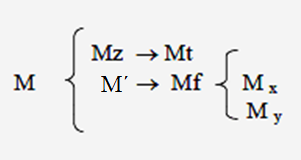 Mz → Mt
M { M´ → Mf { Mx
My